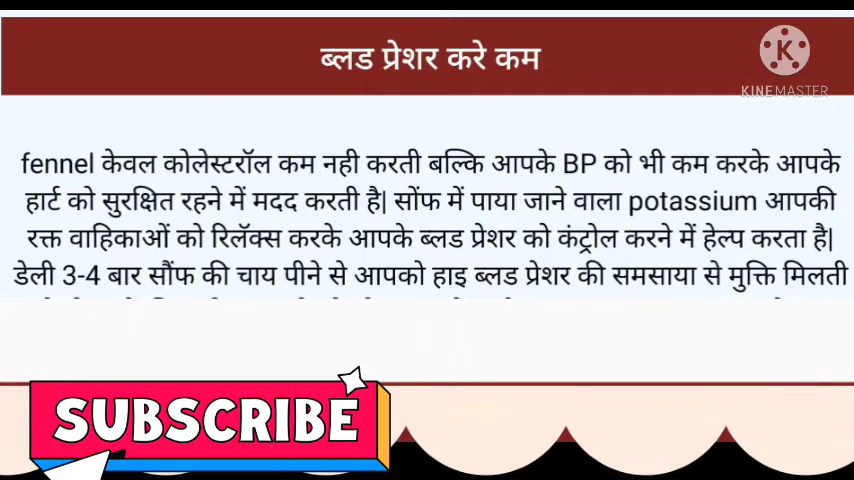 ब्लड प्रेशर करे कम
KINEMASTER
fennel केवल कोलेस्टरॉल कम नही करती बल्कि आपके BP को भी कम करके आपके
हार्ट को सुरक्षित रहने में मदद करती है|  सोंफ में पाया जाने वाला potassium आपकी
रक्त वाहिकाओं को रिलॅक्स करके आपके ब्लड प्रेशर को कंट्रोल करने में हेल्प करता है|
डेली 3-4 बार सौंफ की चाय पीने से आपको हाइ ब्लड प्रेशर की समसाया से मुक्ति मिलती
SUBSCRIBE